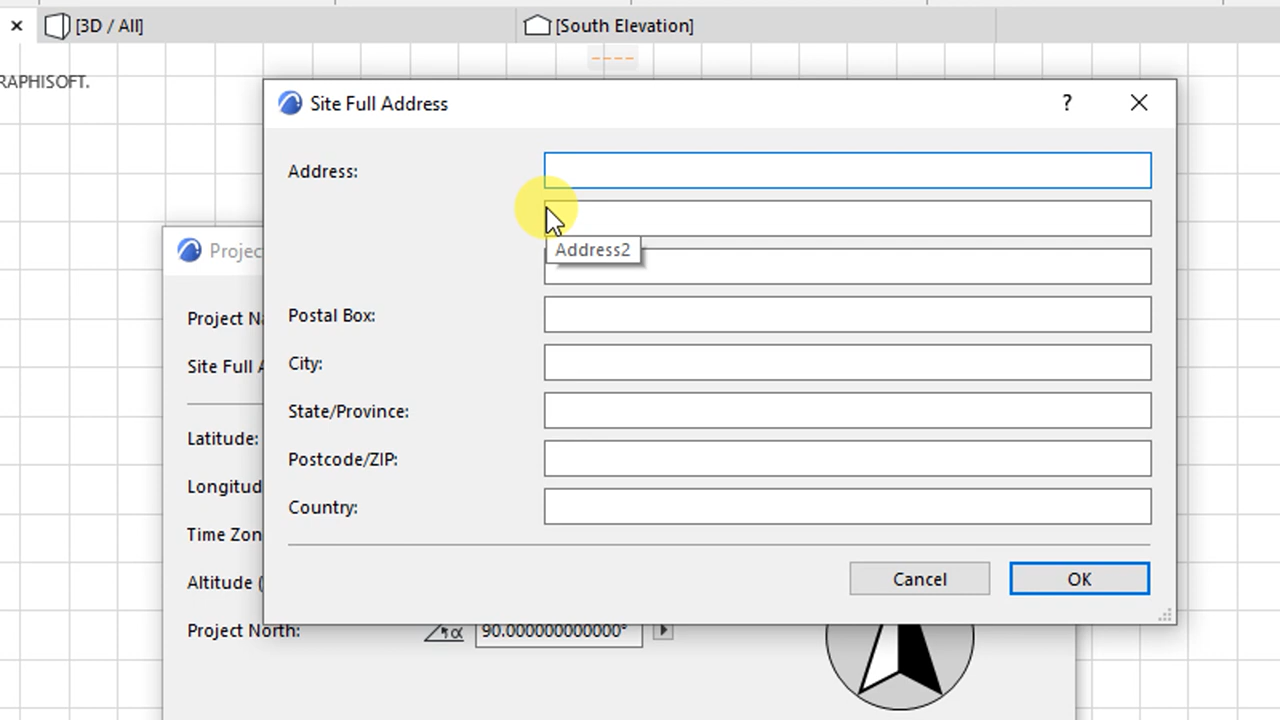 [3D / All]
[South Elevation]
RAPHISOFT.
Site Full Address
?
Address:
Address2
Projec
Project Na
Postal Box:
Site Full A
City:
State/Province:
Latitude:
Postcode/ZIP:
Longitud
Country:
Time Zon
Altitude (
Cancel
OK
Project North:
α
90.000000000000°